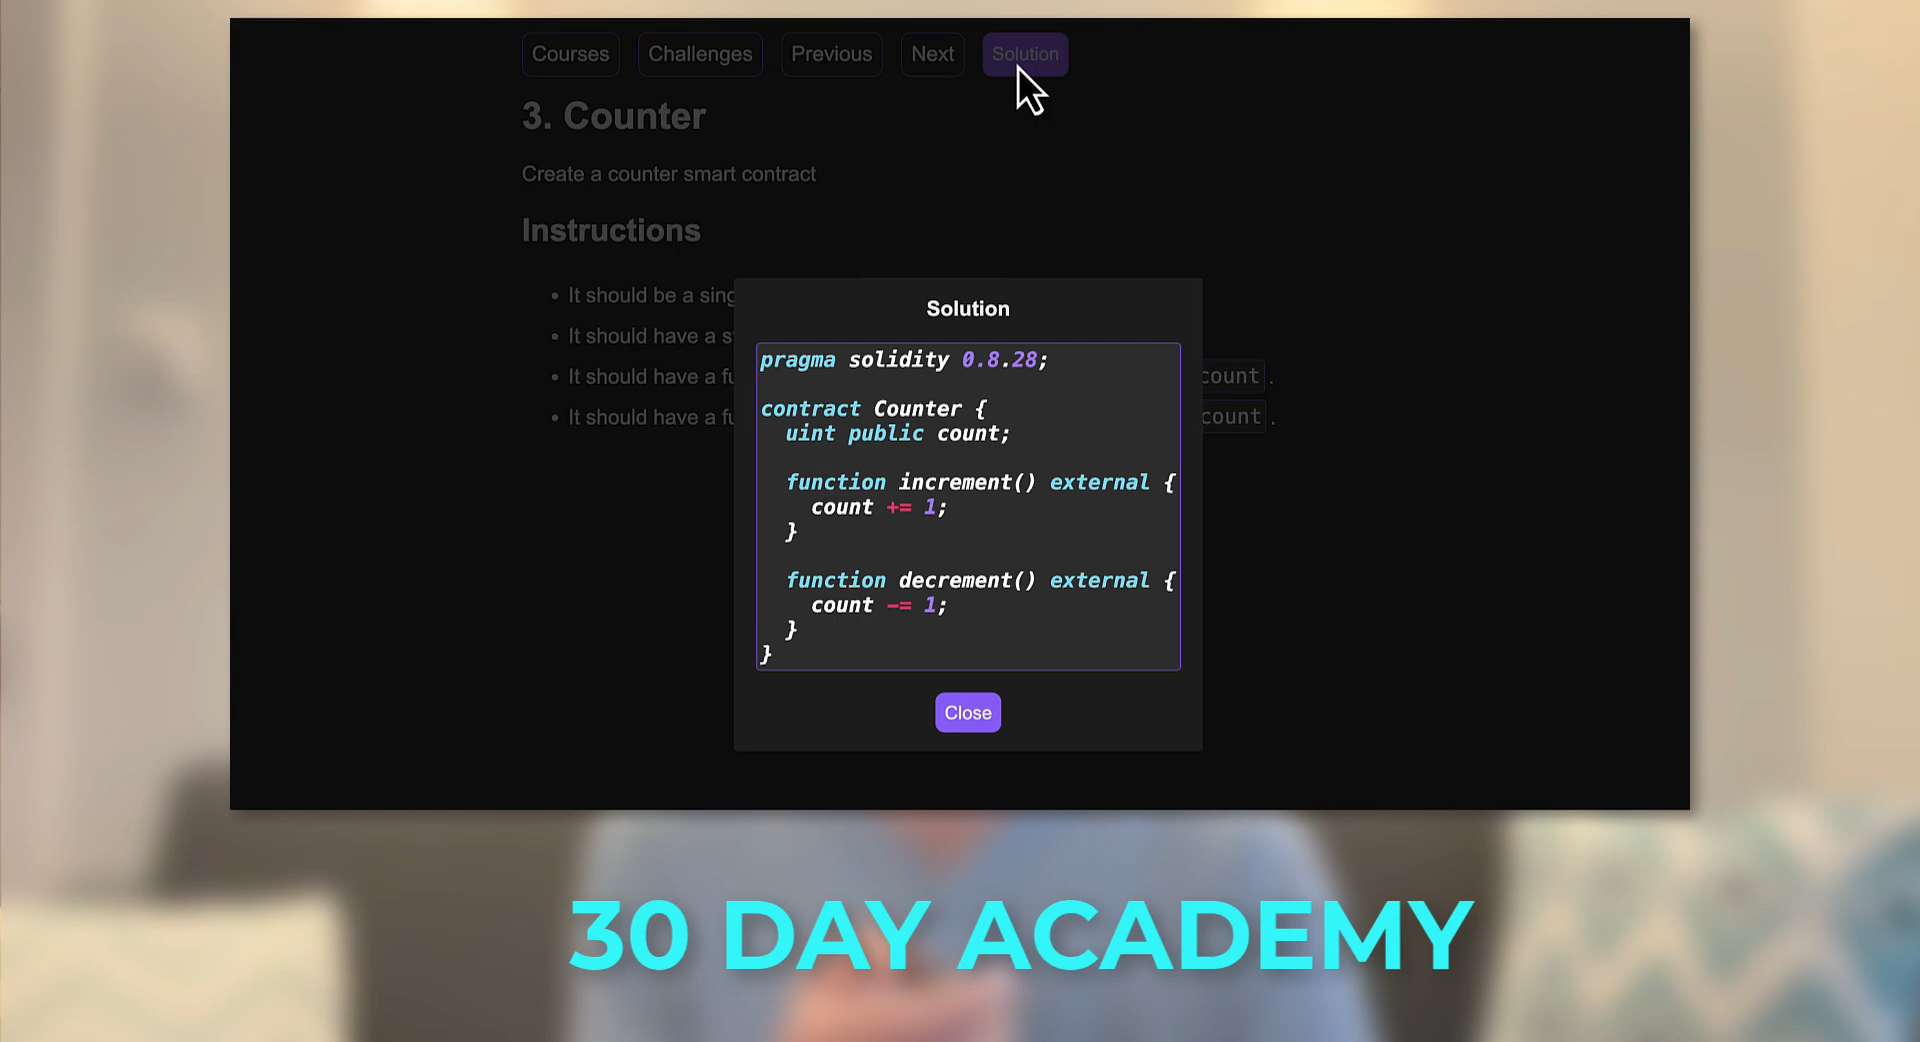 Courses Challenges Previous Next Solution
3. Counter
Create a counter smart contract
Instructions
• It should be a sing
• It should have a s
• It should have a fu
count .
• It should have a fu
count .
Solution
pragma solidity 0.8.28;
contract Counter {
uint public count;
function increment() external {
count += 1;
}
function decrement() external {
count -= 1;
}
}
Close
30 DAY ACADEMY